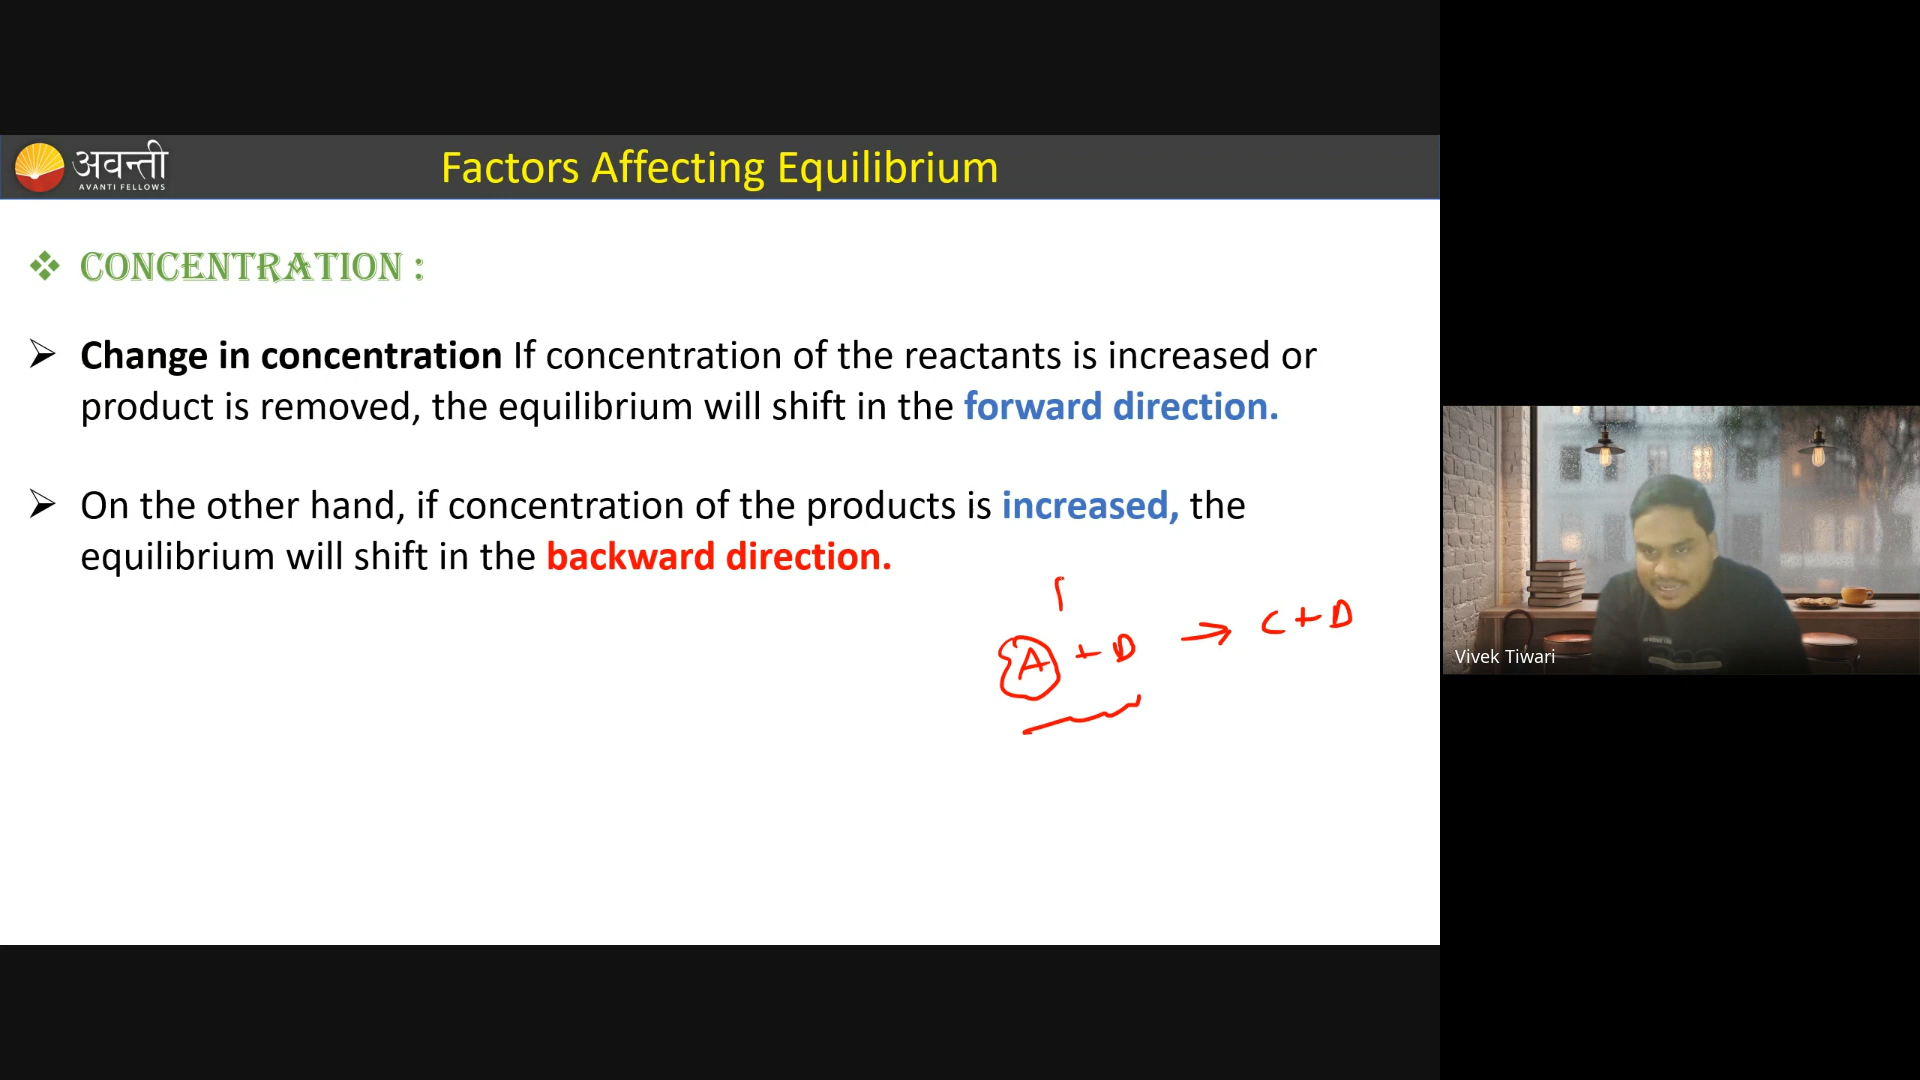 अवन्ती
AVANTI FELLOWS
Factors Affecting Equilibrium
❖ CONCENTRATION :
➢ Change in concentration If concentration of the reactants is increased or
product is removed, the equilibrium will shift in the forward direction.
➢ On the other hand, if concentration of the products is increased, the
equilibrium will shift in the backward direction.
A + D → C + D
Vivek Tiwari